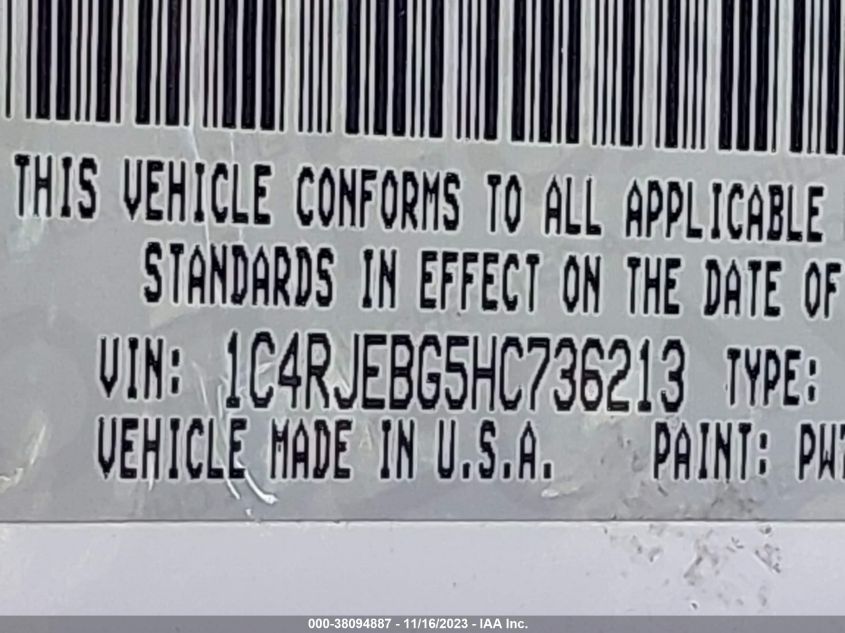 THIS VEHICLE CONFORMS TO ALL APPLICABLE
STANDARDS IN EFFECT ON THE DATE OF
VIN: 1C4RJEBG5HC736213 TYPE:
VEHICLE MADE IN U.S.A. PAINT: PW7
000-38094887 - 11/16/2023 - IAA Inc.